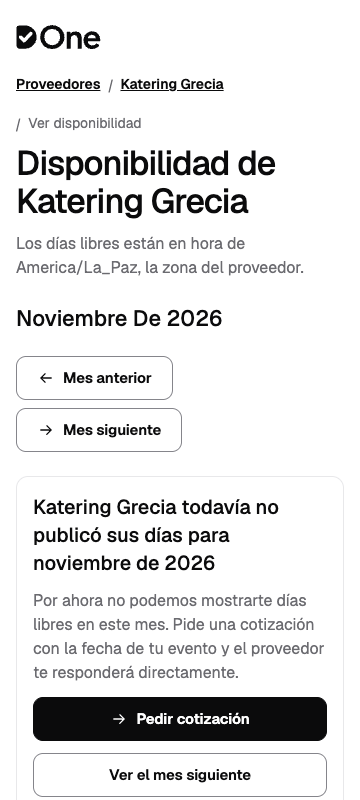 One
Proveedores / Katering Grecia
/ Ver disponibilidad
Disponibilidad de
Katering Grecia
Los días libres están en hora de
America/La_Paz, la zona del proveedor.
Noviembre De 2026
← Mes anterior
→ Mes siguiente
Katering Grecia todavía no
publicó sus días para
noviembre de 2026
Por ahora no podemos mostrarte días
libres en este mes. Pide una cotización
con la fecha de tu evento y el proveedor
te responderá directamente.
→ Pedir cotización
Ver el mes siguiente